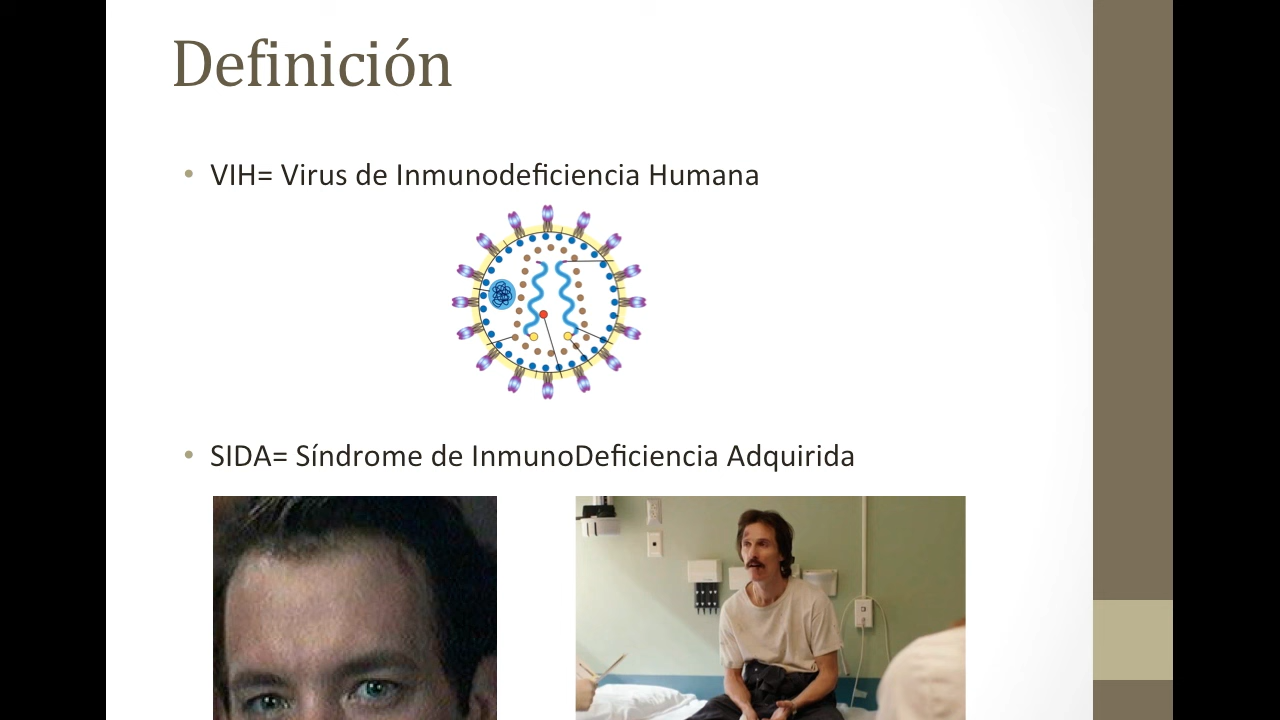 Definición
• VIH= Virus de Inmunodeficiencia Humana
• SIDA= Síndrome de InmunoDeficiencia Adquirida